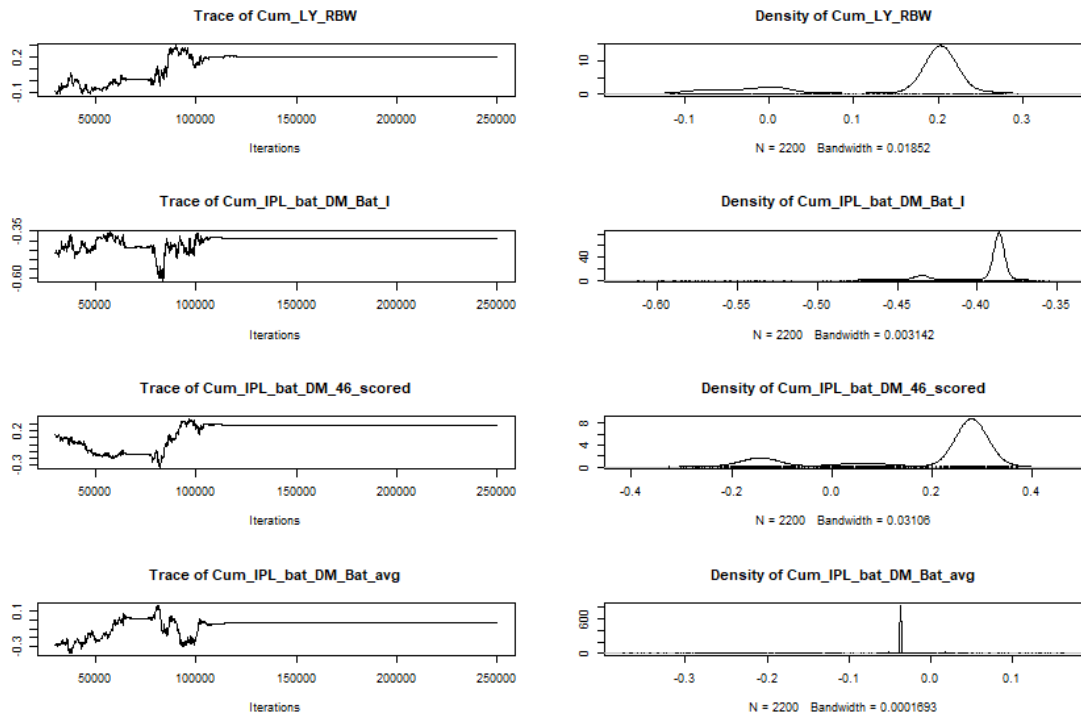 Trace of Cum_LY_RBW
0.2
-0.1
50000 100000 150000 200000 250000
Iterations
Density of Cum_LY_RBW
10
0
-0.1 0.0 0.1 0.2 0.3
N = 2200 Bandwidth = 0.01852
Trace of Cum_IPL_bat_DM_Bat_I
-0.35
-0.60
50000 100000 150000 200000 250000
Iterations
Density of Cum_IPL_bat_DM_Bat_I
40
0
-0.60 -0.55 -0.50 -0.45 -0.40 -0.35
N = 2200 Bandwidth = 0.003142
Trace of Cum_IPL_bat_DM_46_scored
0.2
-0.3
50000 100000 150000 200000 250000
Iterations
Density of Cum_IPL_bat_DM_46_scored
8
4
0
-0.4 -0.2 0.0 0.2 0.4
N = 2200 Bandwidth = 0.03106
Trace of Cum_IPL_bat_DM_Bat_avg
0.1
-0.3
50000 100000 150000 200000 250000
Iterations
Density of Cum_IPL_bat_DM_Bat_avg
600
0
-0.3 -0.2 -0.1 0.0 0.1
N = 2200 Bandwidth = 0.0001693